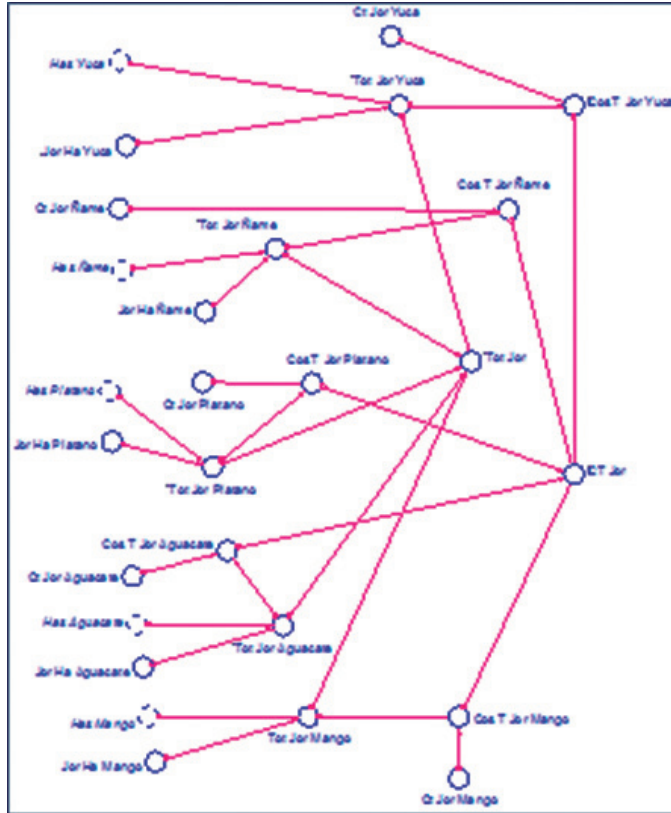 Ct Jor Yuca
Has Yuca
Tot Jor Yuca
CosT Jor Yuca
Jor Ha Yuca
CosT Jor Ñame
Ct Jor Ñame
Tot Jor Ñame
Has Ñame
Jor Ha Ñame
CosT Jor Platano
Tot Jor
Has Platano
Ct Jor Platano
Jor Ha Platano
CT Jor
Tot Jor Platano
CosT Jor Aguacate
Ct Jor Aguacate
Has Aguacate
Tot Jor Aguacate
Jor Ha Aguacate
Has Mango
Tot Jor Mango
CosT Jor Mango
Jor Ha Mango
Ct Jor Mango